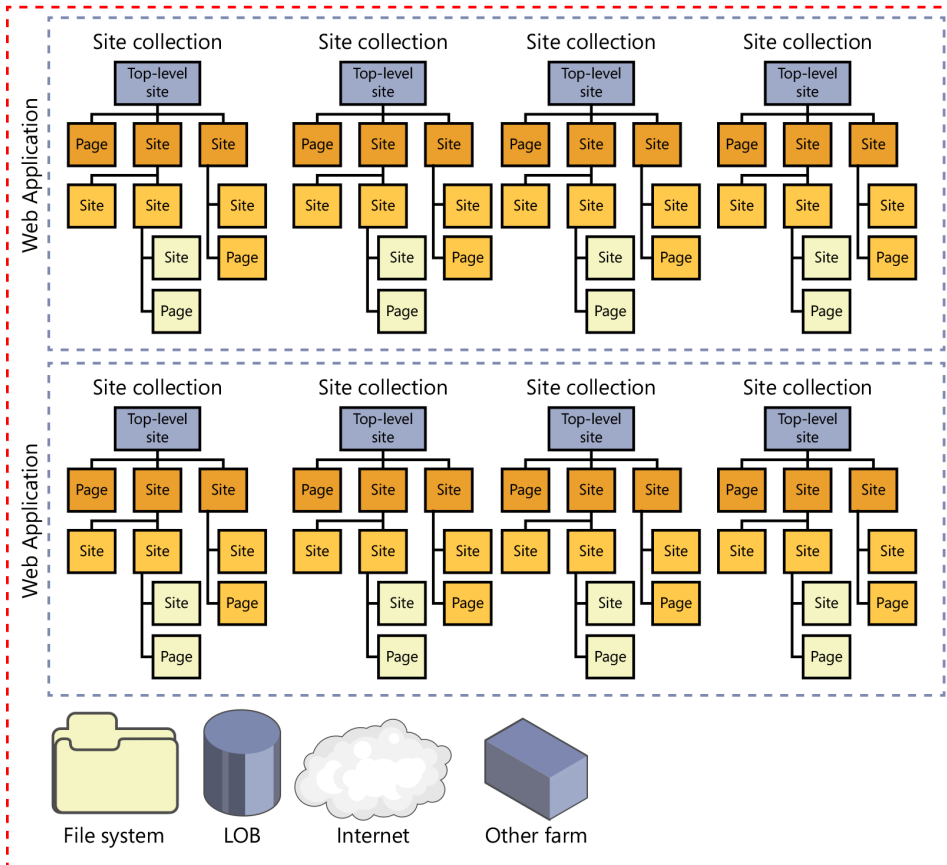 Site collection Site collection Site collection Site collection
Top-level site Top-level site Top-level site Top-level site
Page Site Site Page Site Site Page Site Site Page Site Site
Site Site Site Site Site Site Site Site Site Site Site Site
Site Page Site Page Site Page Site Page
Page Page Page Page
Web Application
Site collection Site collection Site collection Site collection
Top-level site Top-level site Top-level site Top-level site
Page Site Site Page Site Site Page Site Site Page Site Site
Site Site Site Site Site Site Site Site Site Site Site Site
Site Page Site Page Site Page Site Page
Page Page Page Page
Web Application
File system LOB Internet Other farm